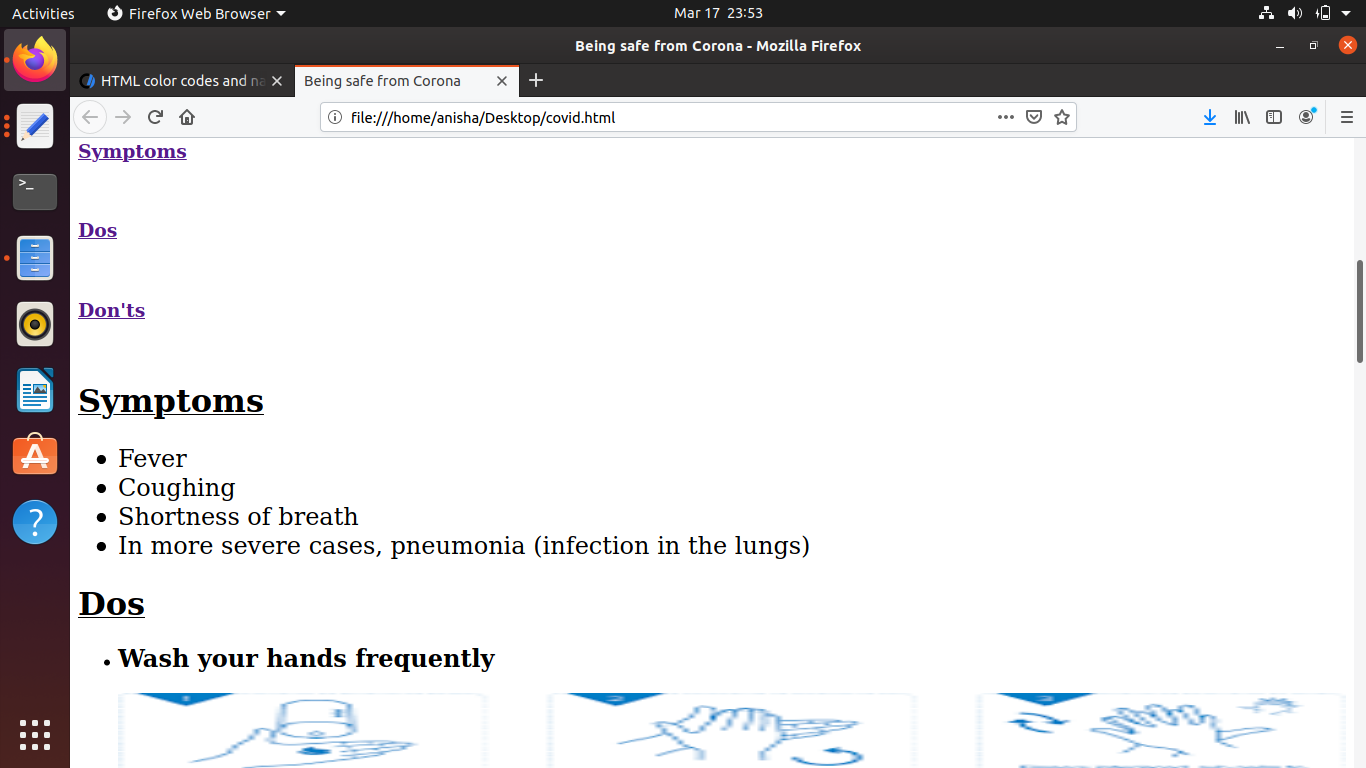 Activities Firefox Web Browser Mar 17 23:53
Being safe from Corona - Mozilla Firefox
HTML color codes and na Being safe from Corona
file:///home/anisha/Desktop/covid.html
Symptoms
Dos
Don'ts
Symptoms
• Fever
• Coughing
• Shortness of breath
• In more severe cases, pneumonia (infection in the lungs)
Dos
• Wash your hands frequently